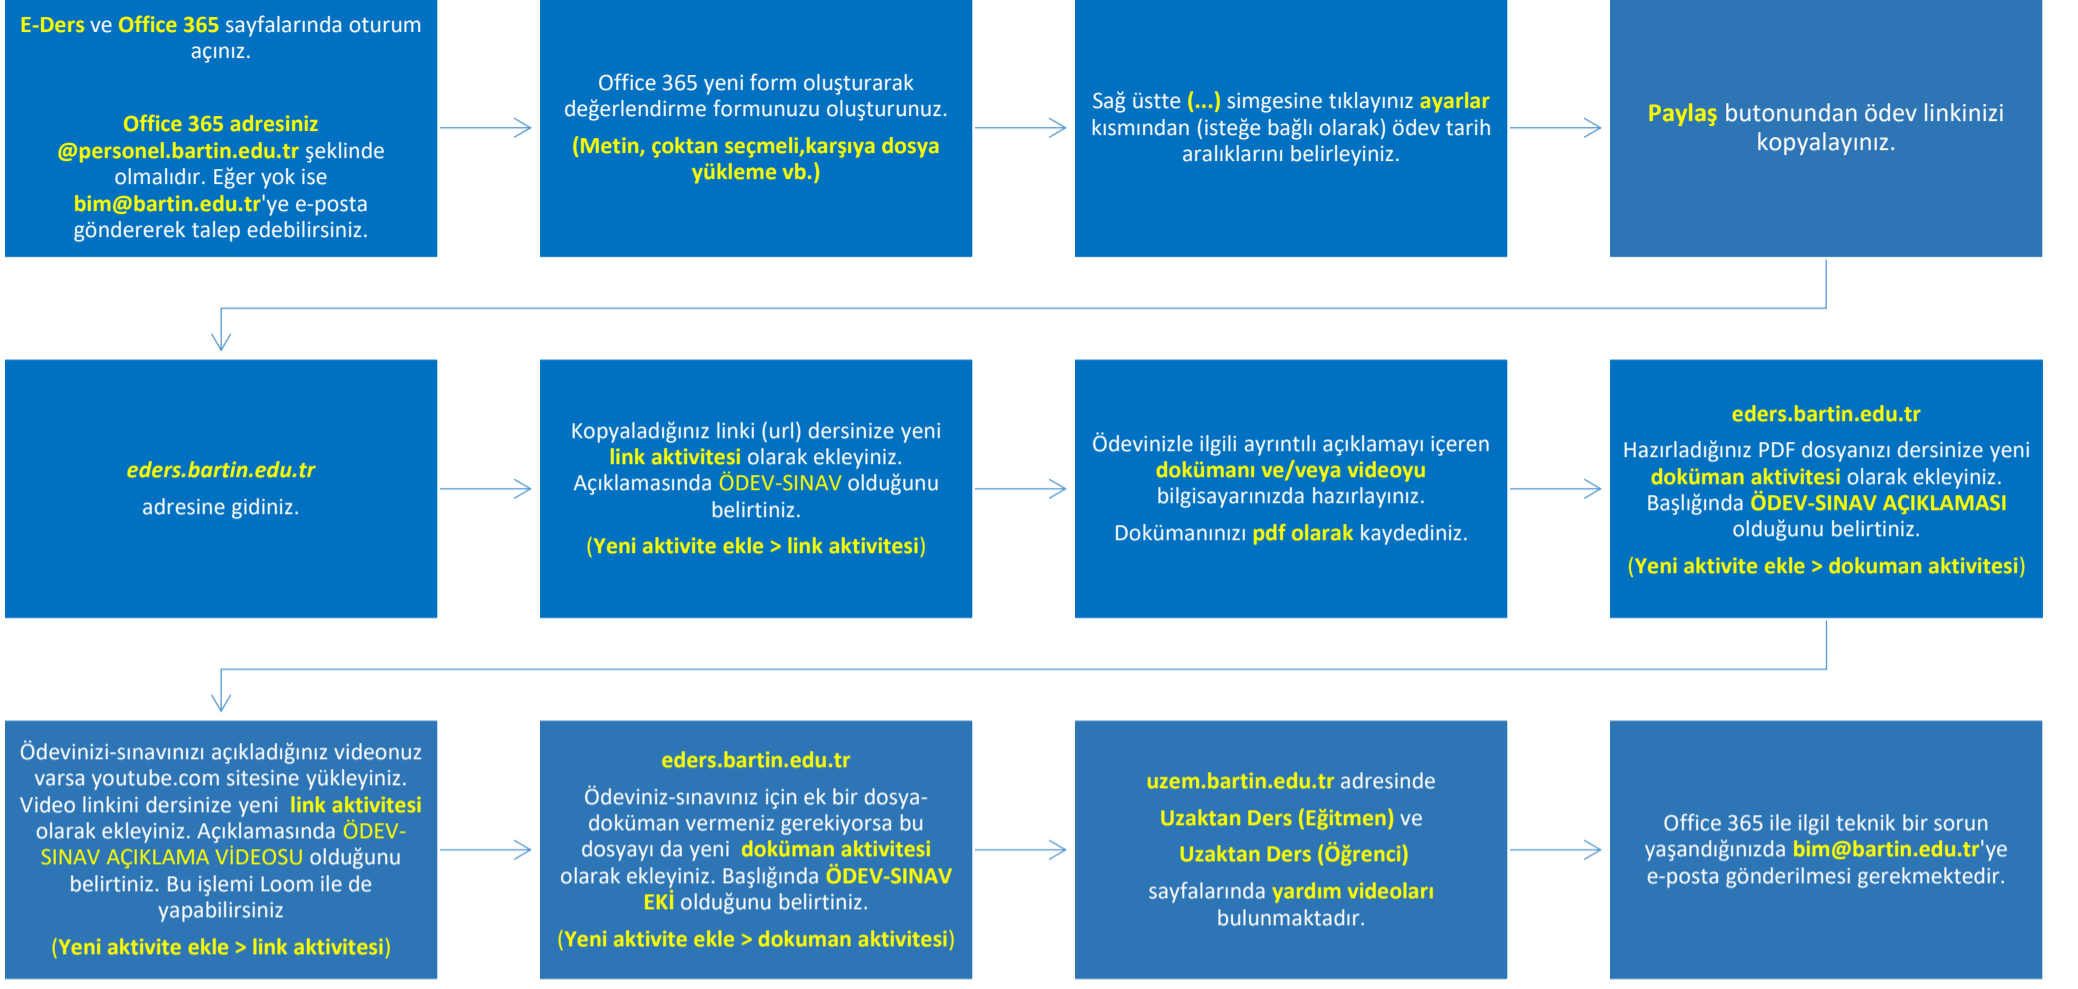 E-Ders ve Office 365 sayfalarında oturum
açınız.
Office 365 adresiniz
@personel.bartin.edu.tr şeklinde
olmalıdır. Eğer yok ise
bim@bartin.edu.tr'ye e-posta
göndererek talep edebilirsiniz.
Office 365 yeni form oluşturarak
değerlendirme formunuzu oluşturunuz.
(Metin, çoktan seçmeli,karşıya dosya
yükleme vb.)
Sağ üstte (...) simgesine tıklayınız ayarlar
kısmından (isteğe bağlı olarak) ödev tarih
aralıklarını belirleyiniz.
Paylaş butonundan ödev linkinizi
kopyalayınız.
eders.bartin.edu.tr
adresine gidiniz.
Kopyaladığınız linki (url) dersinize yeni
link aktivitesi olarak ekleyiniz.
Açıklamasında ÖDEV-SINAV olduğunu
belirtiniz.
(Yeni aktivite ekle > link aktivitesi)
Ödevinizle ilgili ayrıntılı açıklamayı içeren
dokümanı ve/veya videoyu
bilgisayarınızda hazırlayınız.
Dokümanınızı pdf olarak kaydediniz.
eders.bartin.edu.tr
Hazırladığınız PDF dosyanızı dersinize yeni
doküman aktivitesi olarak ekleyiniz.
Başlığında ÖDEV-SINAV AÇIKLAMASI
olduğunu belirtiniz.
(Yeni aktivite ekle > dokuman aktivitesi)
Ödevinizi-sınavınızı açıkladığınız videonuz
varsa youtube.com sitesine yükleyiniz.
Video linkini dersinize yeni link aktivitesi
olarak ekleyiniz. Açıklamasında ÖDEV-
SINAV AÇIKLAMA VİDEOSU olduğunu
belirtiniz. Bu işlemi Loom ile de
yapabilirsiniz
(Yeni aktivite ekle > link aktivitesi)
eders.bartin.edu.tr
Ödeviniz-sınavınız için ek bir dosya-
doküman vermeniz gerekiyorsa bu
dosyayı da yeni doküman aktivitesi
olarak ekleyiniz. Başlığında ÖDEV-SINAV
EKİ olduğunu belirtiniz.
(Yeni aktivite ekle > dokuman aktivitesi)
uzem.bartin.edu.tr adresinde
Uzaktan Ders (Eğitmen) ve
Uzaktan Ders (Öğrenci)
sayfalarında yardım videoları
bulunmaktadır.
Office 365 ile ilgil teknik bir sorun
yaşandığınızda bim@bartin.edu.tr'ye
e-posta gönderilmesi gerekmektedir.